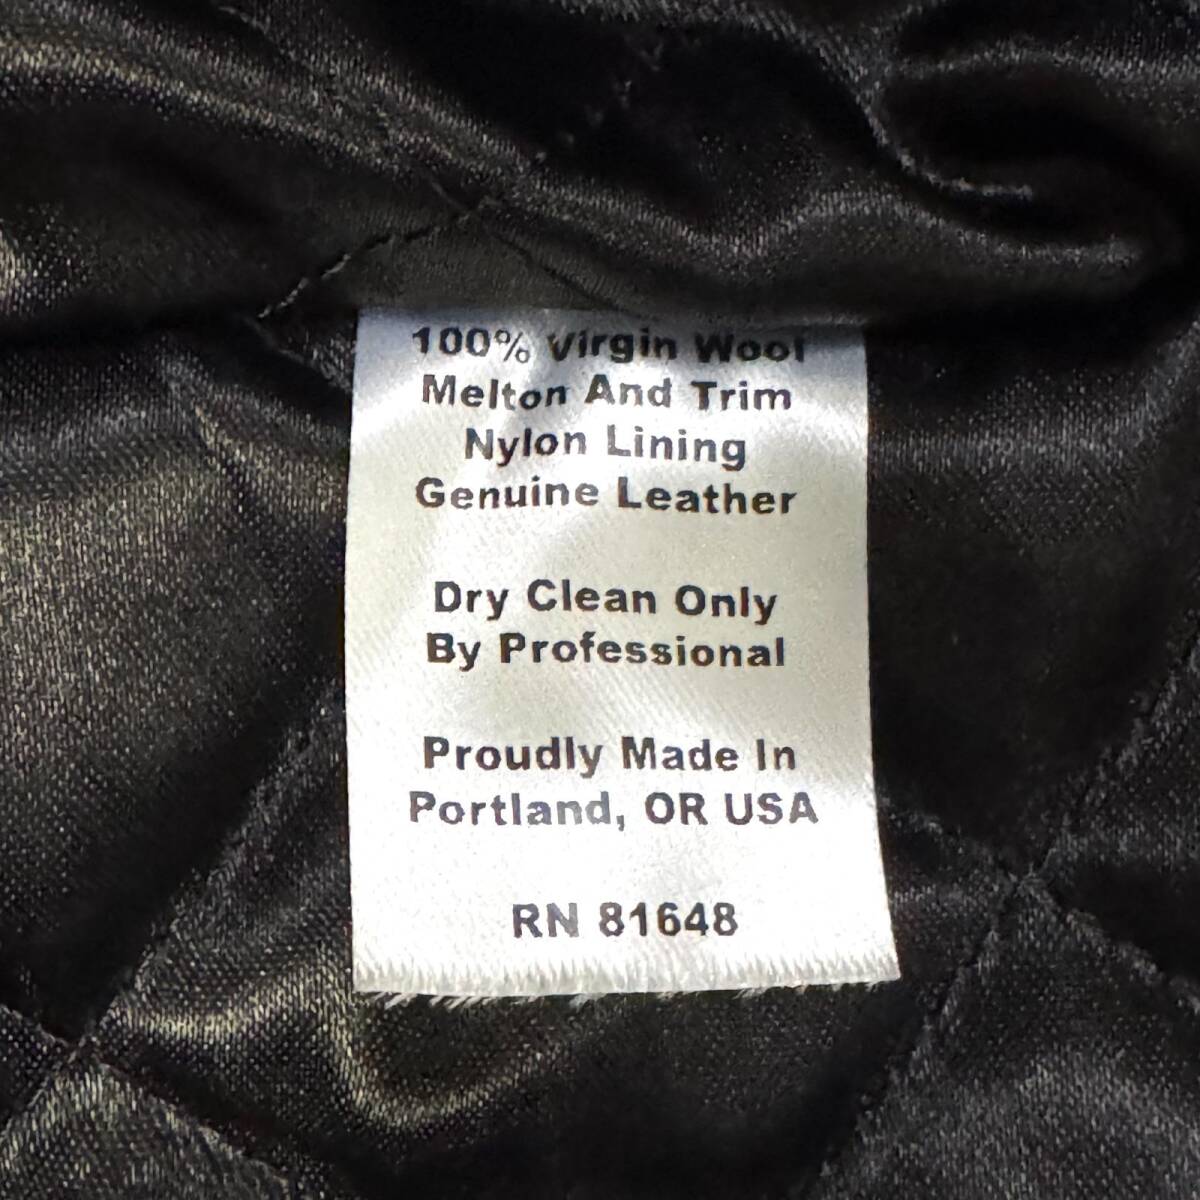 100% Virgin Wool
Melton And Trim
Nylon Lining
Genuine Leather
Dry Clean Only
By Professional
Proudly Made In
Portland, OR USA
RN 81648